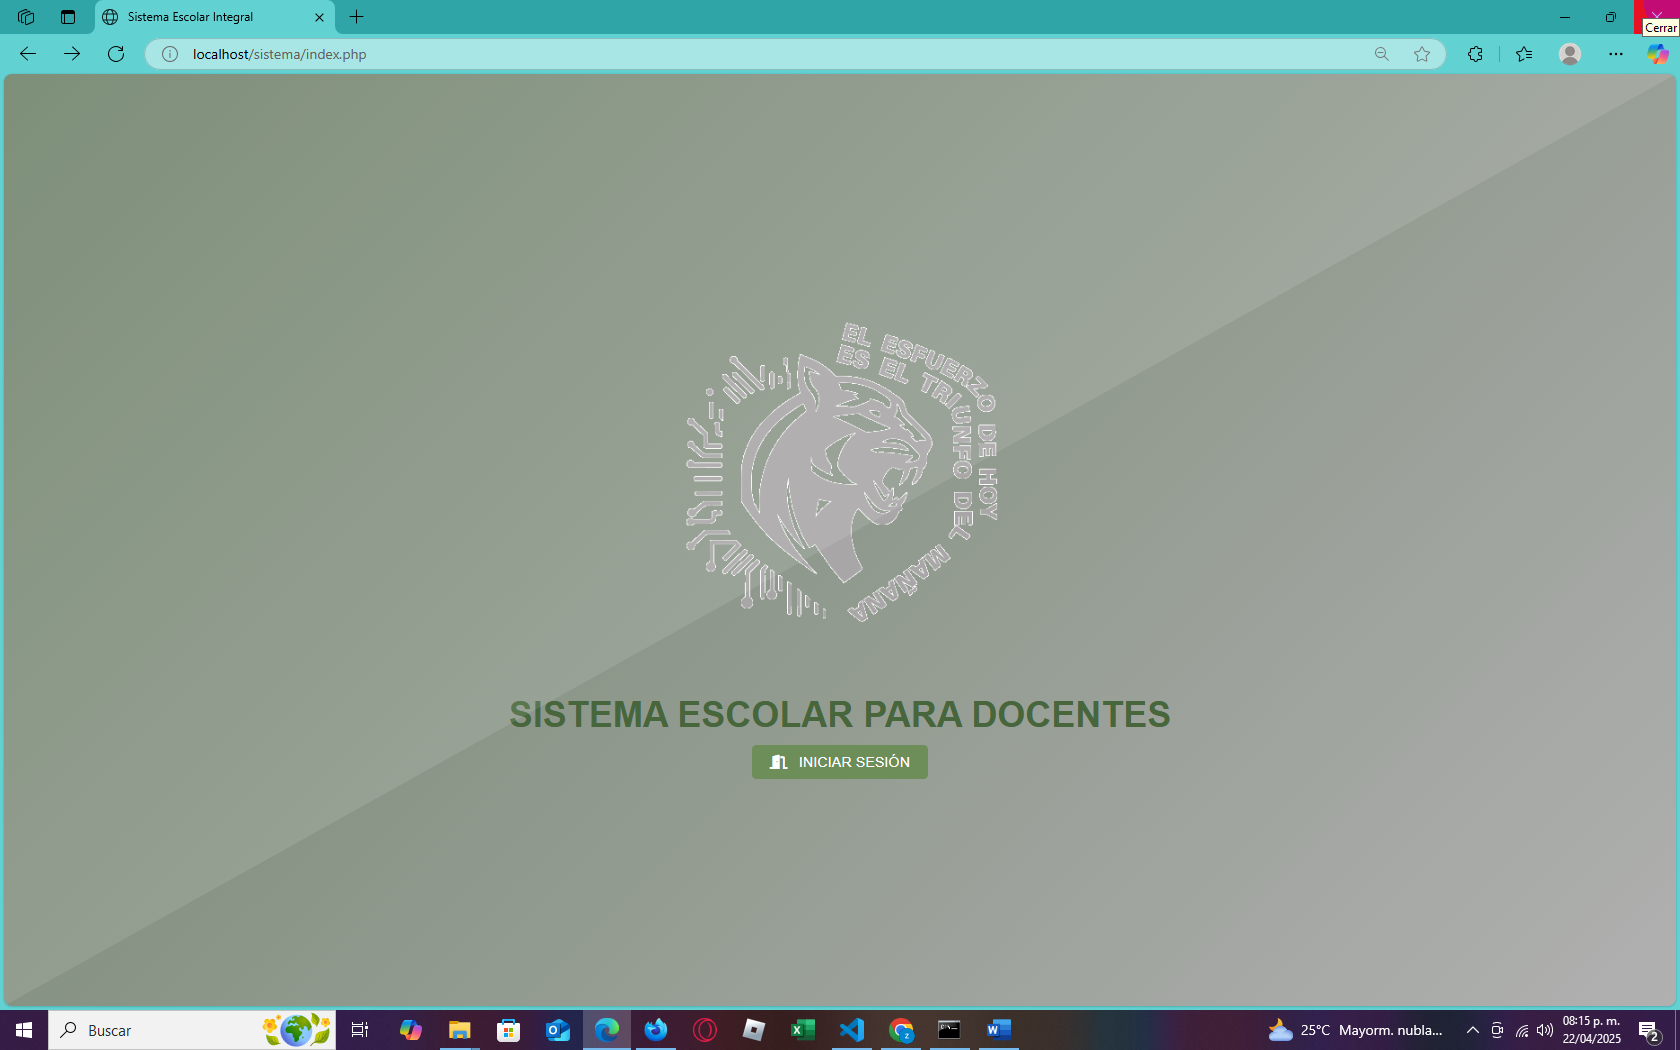 Sistema Escolar Integral
Cerrar
localhost/sistema/index.php
EL ESFUERZO DE HOY
ES EL TRIUNFO DEL MAÑANA
SISTEMA ESCOLAR PARA DOCENTES
INICIAR SESIÓN
Buscar
25°C Mayorm. nubla...
08:15 p. m.
22/04/2025
2